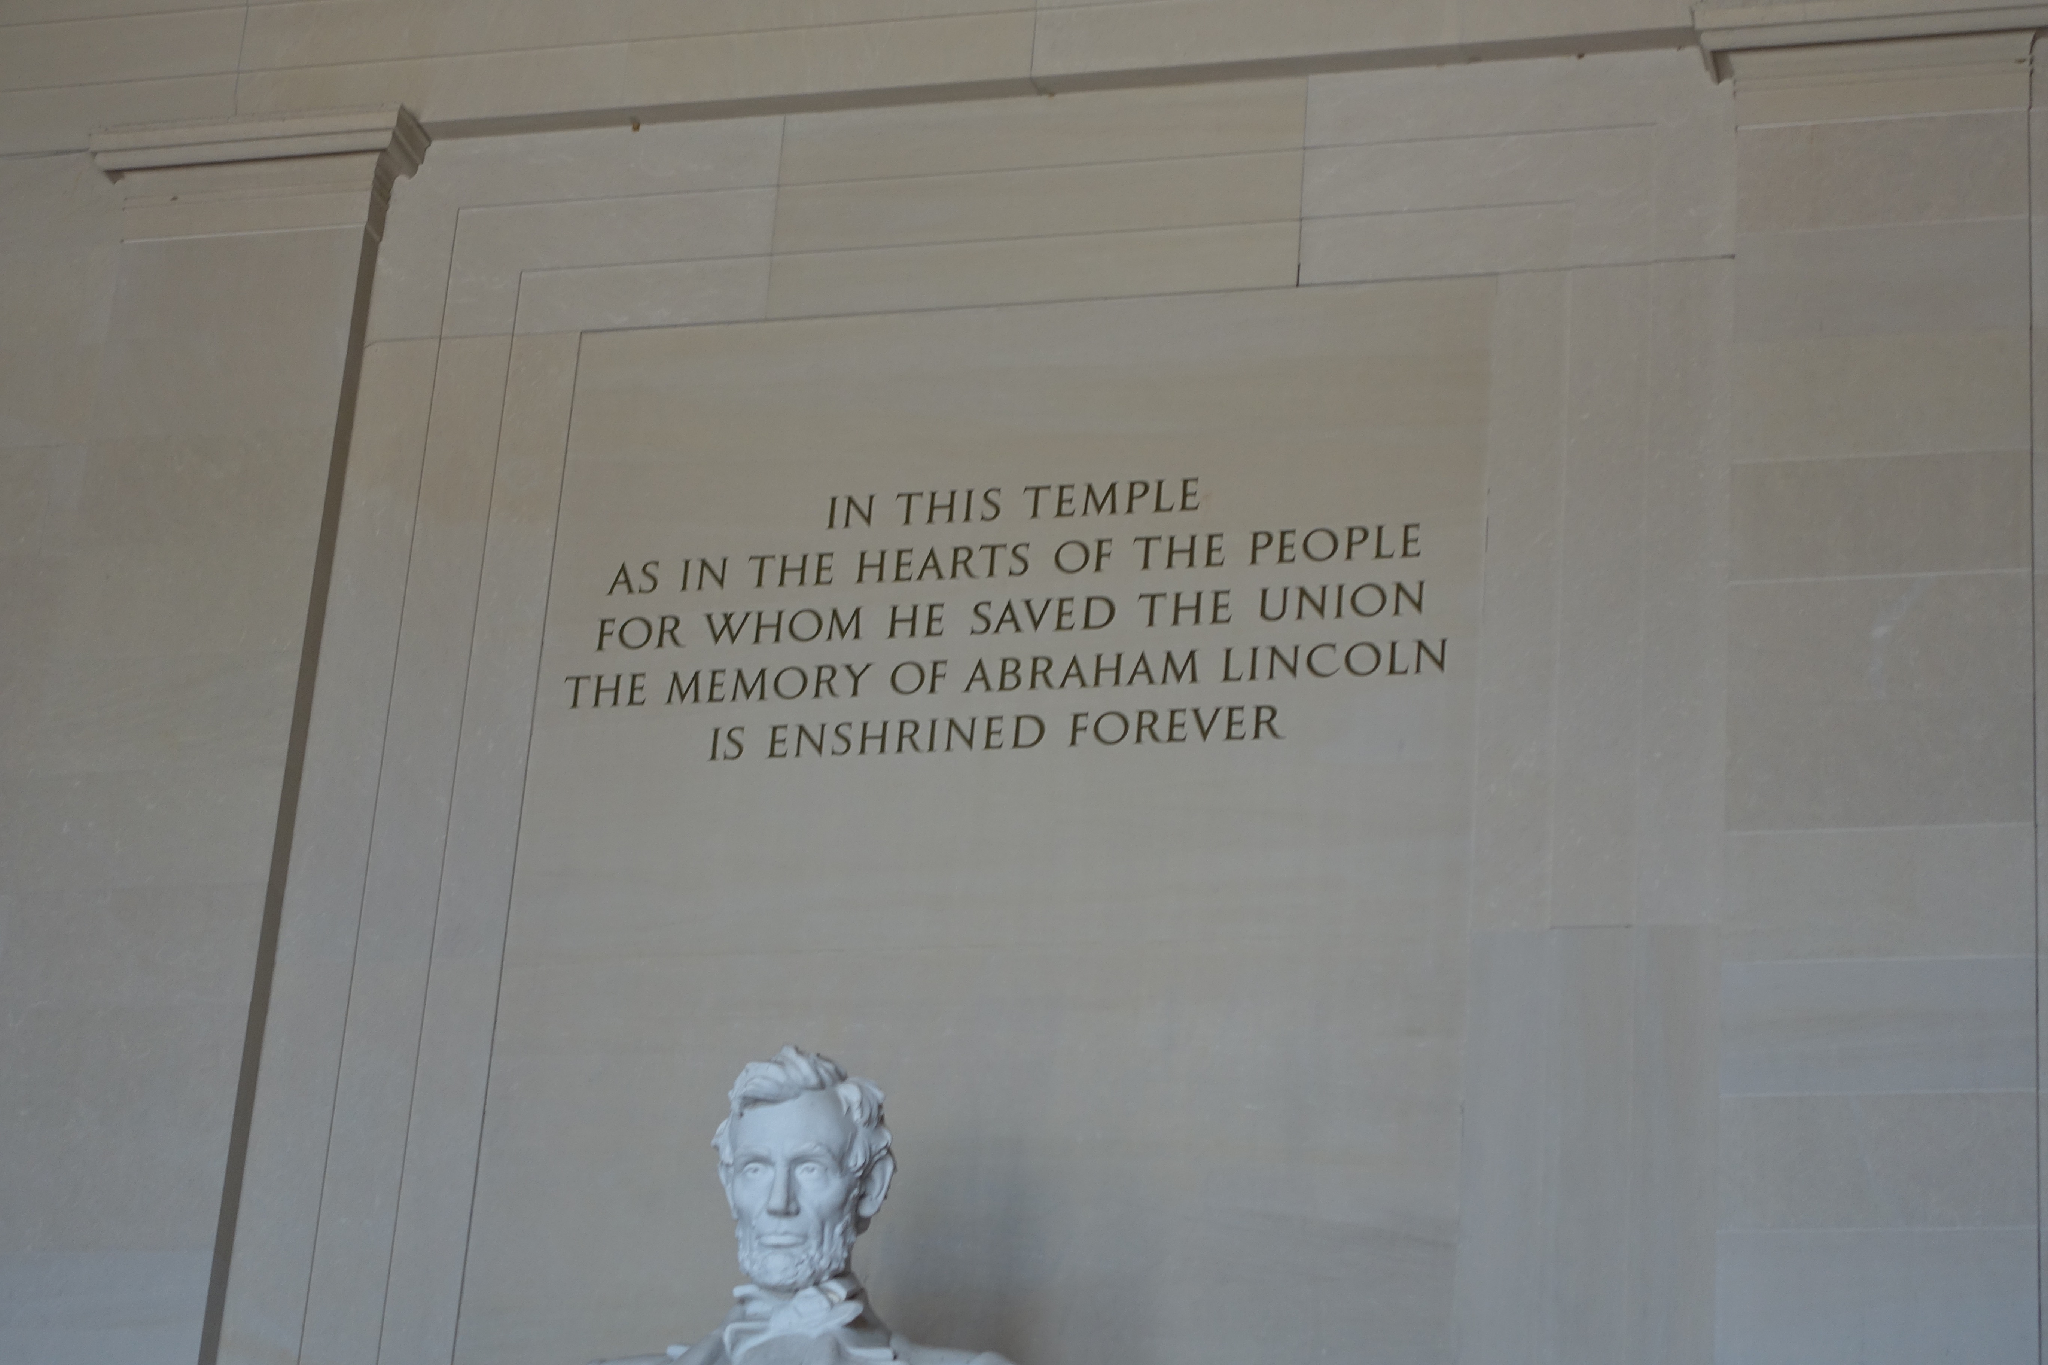 IN THIS TEMPLE
AS IN THE HEARTS OF THE PEOPLE
FOR WHOM HE SAVED THE UNION
THE MEMORY OF ABRAHAM LINCOLN
IS ENSHRINED FOREVER